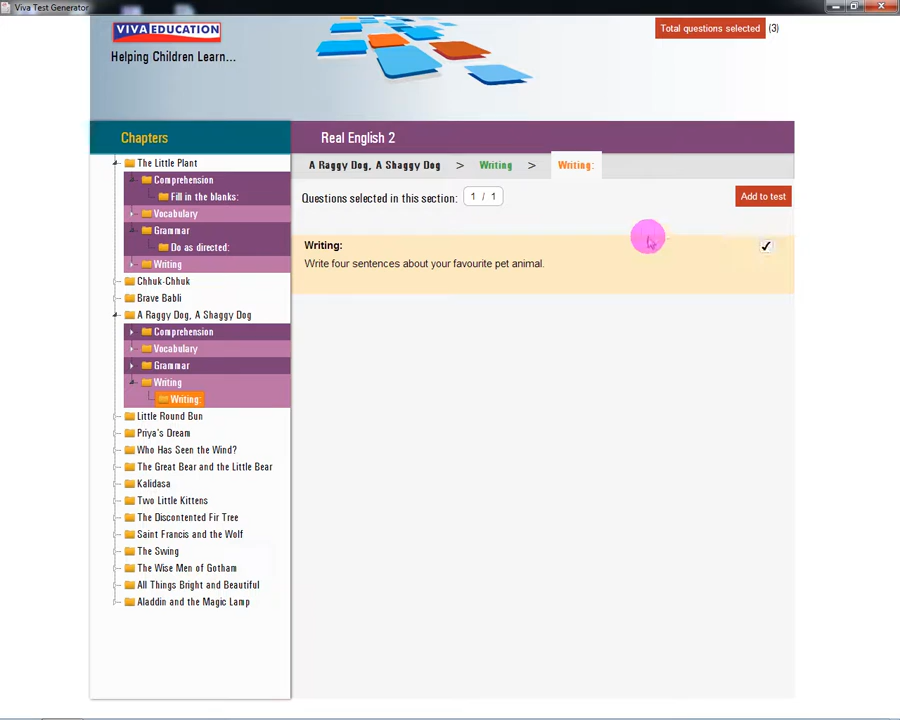 Viva Test Generator
VIVA EDUCATION
Helping Children Learn...
Total questions selected (3)
Chapters
Real English 2
The Little Plant
Comprehension
Fill in the blanks:
Vocabulary
Grammar
Do as directed:
Writing
Chhuk-Chhuk
Brave Babli
A Raggy Dog, A Shaggy Dog
Comprehension
Vocabulary
Grammar
Writing
Writing:
Little Round Bun
Priya's Dream
Who Has Seen the Wind?
The Great Bear and the Little Bear
Kalidasa
Two Little Kittens
The Discontented Fir Tree
Saint Francis and the Wolf
The Swing
The Wise Men of Gotham
All Things Bright and Beautiful
Aladdin and the Magic Lamp
A Raggy Dog, A Shaggy Dog > Writing > Writing:
Questions selected in this section: 1 / 1
Add to test
Writing:
Write four sentences about your favourite pet animal.